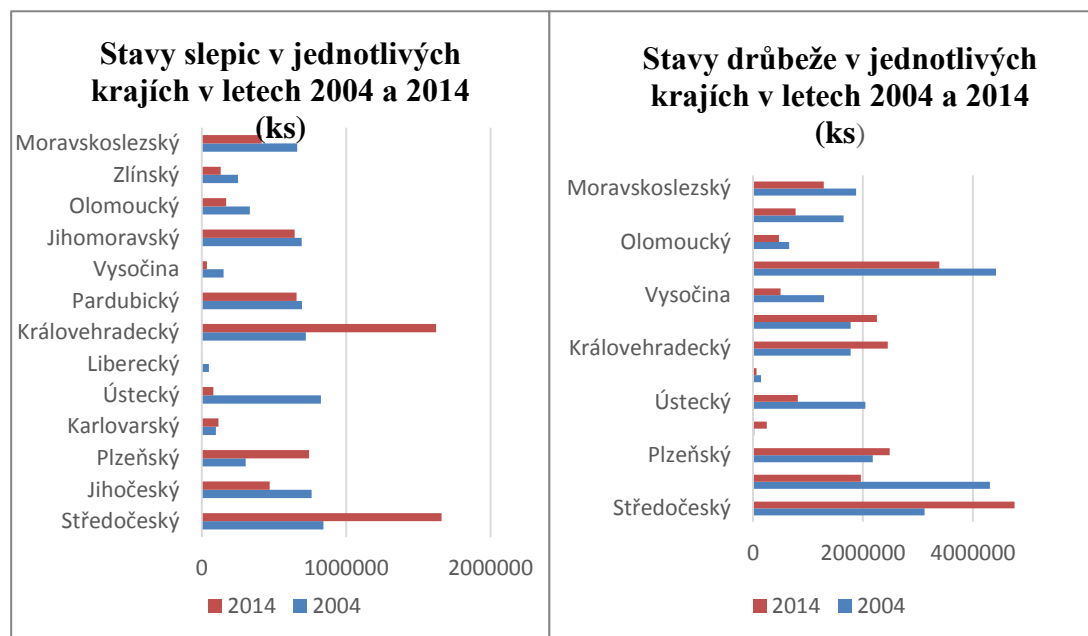 Stavy slepic v jednotlivých
krajích v letech 2004 a 2014
(ks)
Moravskoslezský
Zlínský
Olomoucký
Jihomoravský
Vysočina
Pardubický
Královehradecký
Liberecký
Ústecký
Karlovarský
Plzeňský
Jihočeský
Středočeský
0 1000000 2000000
2014 2004
Stavy drůbeže v jednotlivých
krajích v letech 2004 a 2014
(ks)
Moravskoslezský
Olomoucký
Vysočina
Královehradecký
Ústecký
Plzeňský
Středočeský
0 2000000 4000000
2014 2004